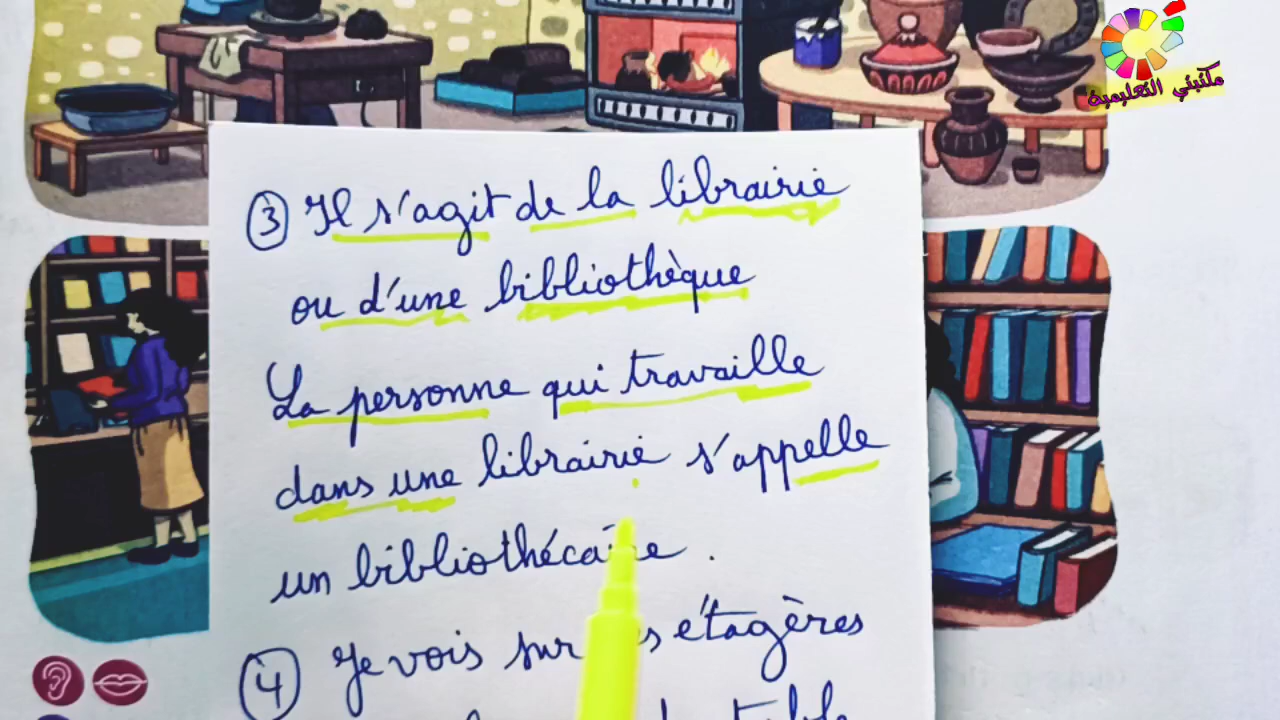 مكتبتي التعليمية
③ Il s'agit de la librairie
ou d'une bibliothèque
La personne qui travaille
dans une librairie s'appelle
un bibliothécaire .
④ Je vois sur étagères